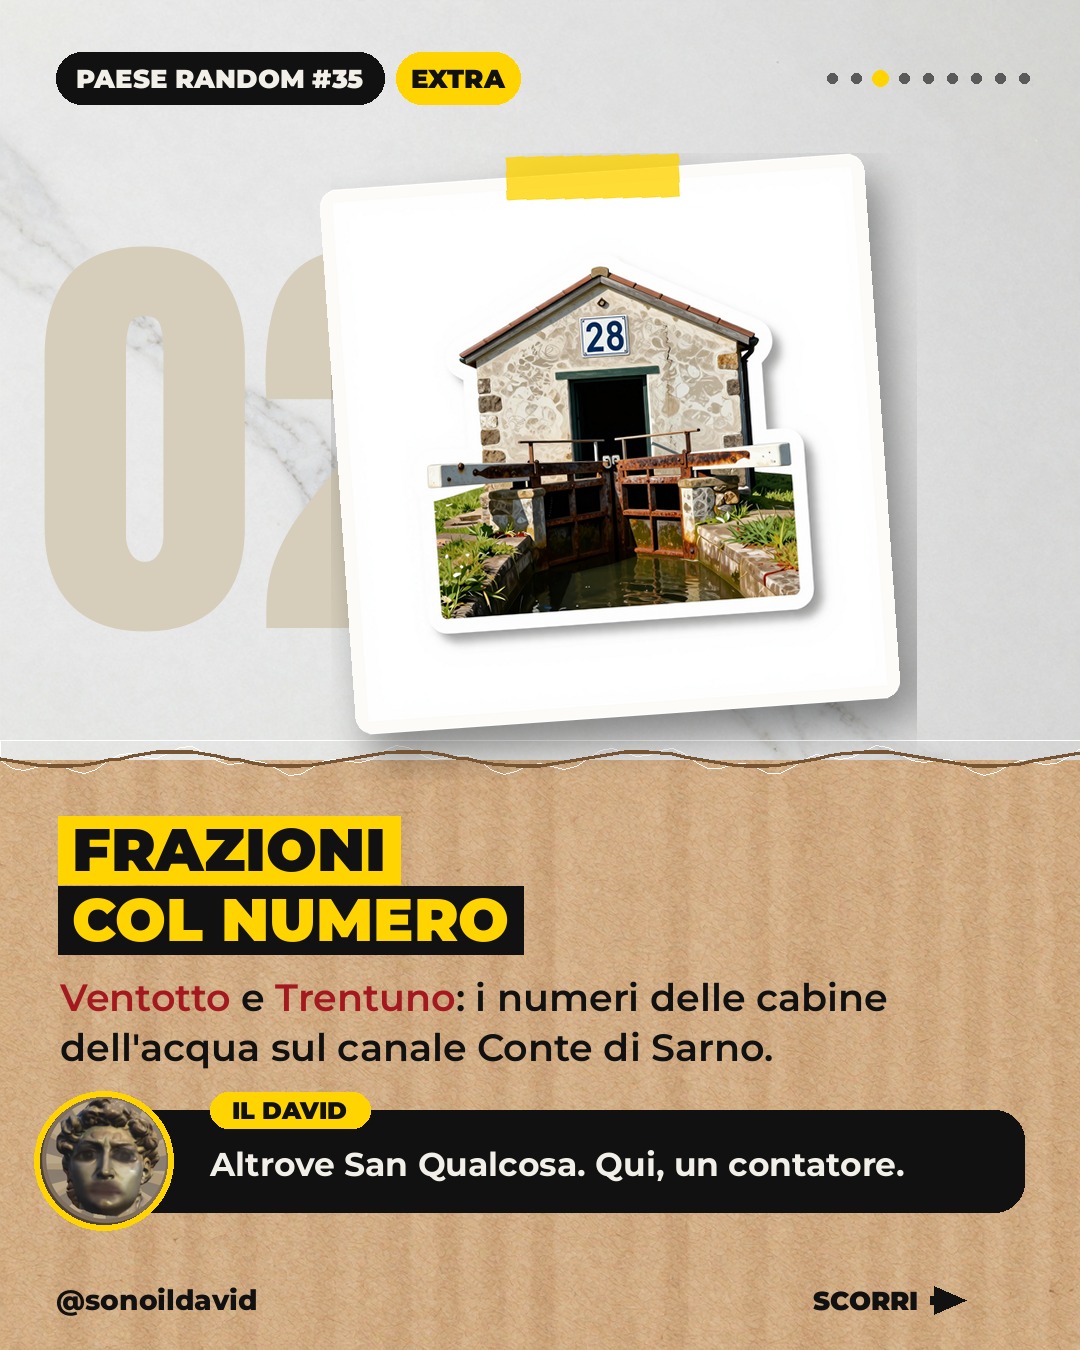 PAESE RANDOM #35
EXTRA
02
28
FRAZIONI
COL NUMERO
Ventotto e Trentuno: i numeri delle cabine
dell'acqua sul canale Conte di Sarno.
IL DAVID
Altrove San Qualcosa. Qui, un contatore.
@sonoildavid
SCORRI